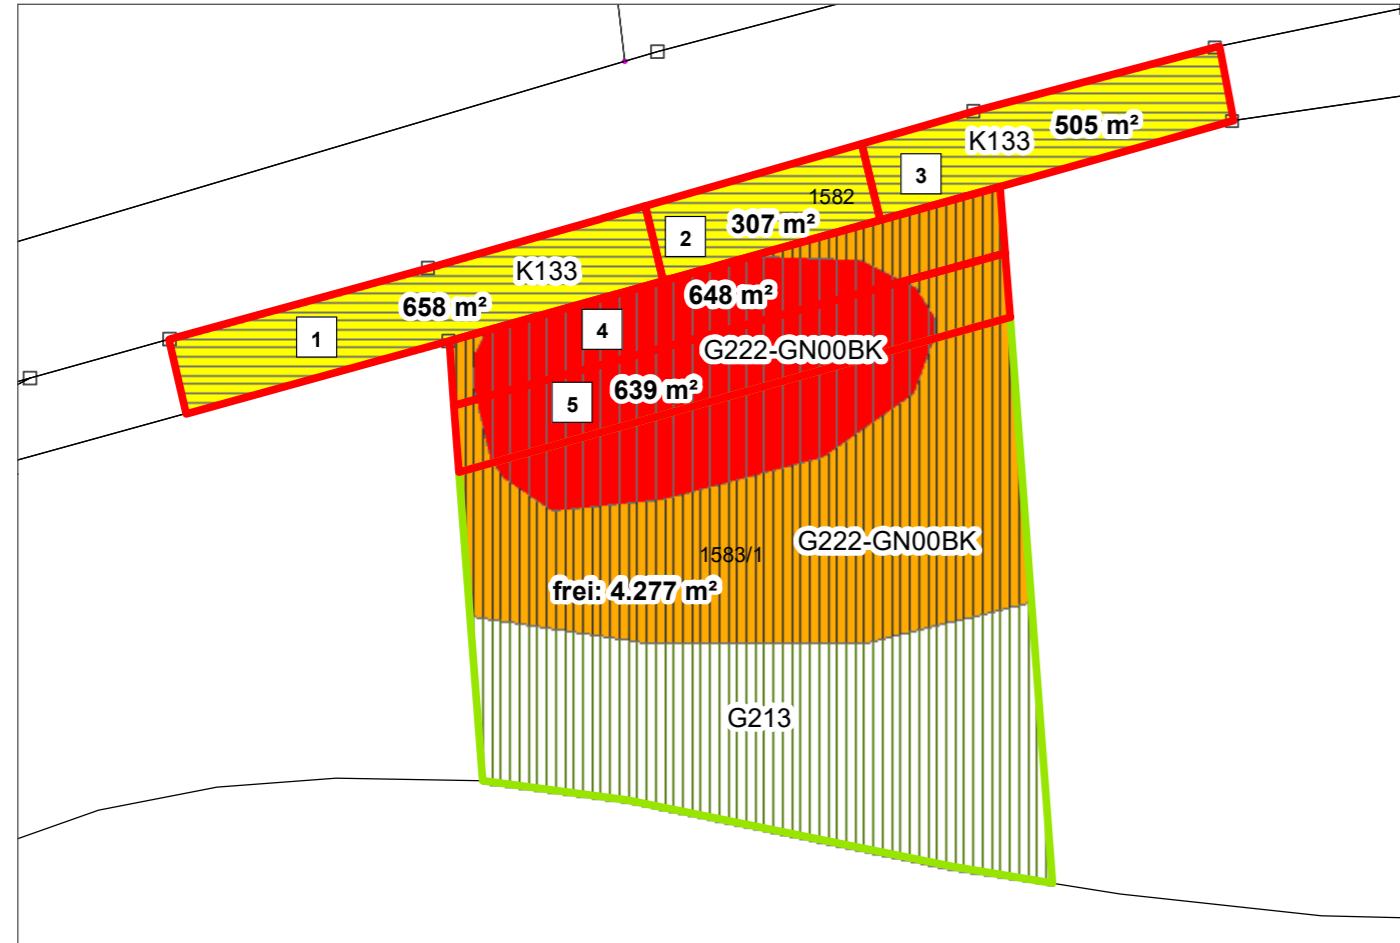 505 m²
K133
3
1582
307 m²
2
K133
658 m²
1
648 m²
4
G222-GN00BK
639 m²
5
G222-GN00BK
1583/1
frei: 4.277 m²
G213